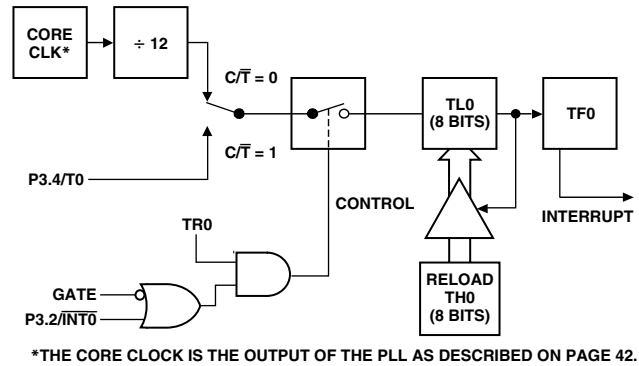 CORE
CLK*
÷ 12
C/T̅ = 0
C/T̅ = 1
P3.4/T0
TL0
(8 BITS)
TF0
CONTROL
INTERRUPT
TR0
GATE
P3.2/I̅N̅T̅0̅
RELOAD
TH0
(8 BITS)
*THE CORE CLOCK IS THE OUTPUT OF THE PLL AS DESCRIBED ON PAGE 42.